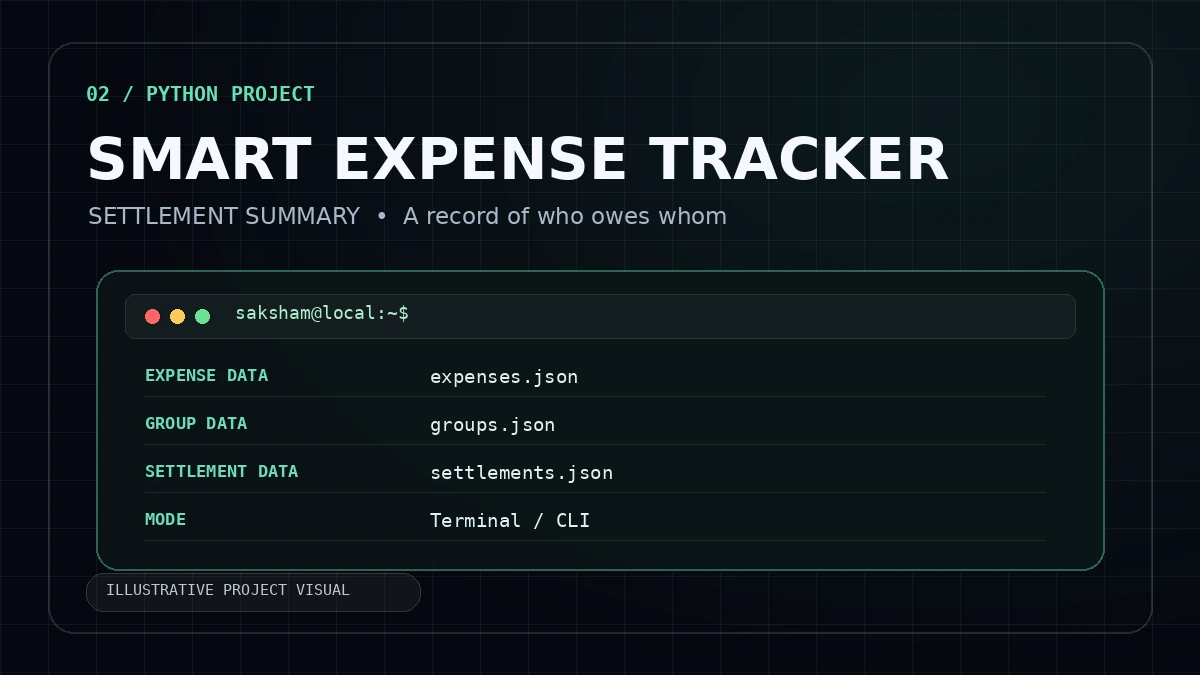 02 / PYTHON PROJECT
SMART EXPENSE TRACKER
SETTLEMENT SUMMARY • A record of who owes whom
saksham@local:~$
EXPENSE DATA expenses.json
GROUP DATA groups.json
SETTLEMENT DATA settlements.json
MODE Terminal / CLI
ILLUSTRATIVE PROJECT VISUAL